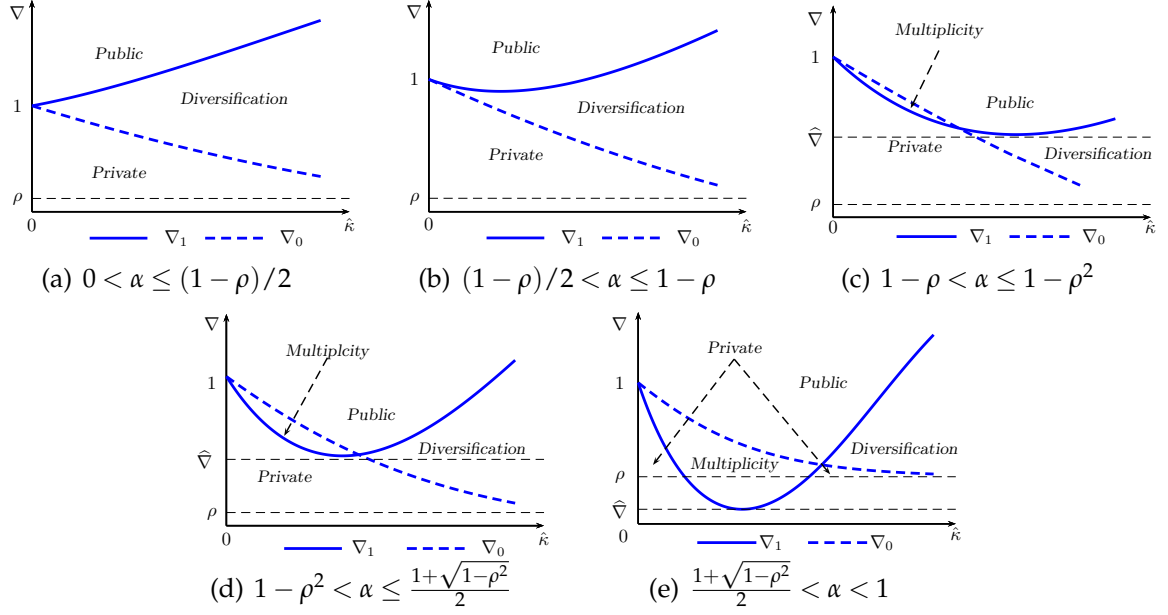 ∇
Public
1
Diversification
Private
ρ
0
κ̂
∇₁ ∇₀
(a) 0 < α ≤ (1 − ρ)/2
∇
Public
1
Diversification
Private
ρ
0
κ̂
∇₁ ∇₀
(b) (1 − ρ)/2 < α ≤ 1 − ρ
∇
Multiplicity
1
Public
∇̂
Private Diversification
ρ
0
κ̂
∇₁ ∇₀
(c) 1 − ρ < α ≤ 1 − ρ²
∇
Multiplcity
1
Public
Diversification
∇̂
Private
ρ
0
κ̂
∇₁ ∇₀
(d) 1 − ρ² < α ≤ (1+√(1−ρ²))/2
∇
Private
1
Public
Diversification
Multiplicity
ρ
∇̂
0
κ̂
∇₁ ∇₀
(e) (1+√(1−ρ²))/2 < α < 1